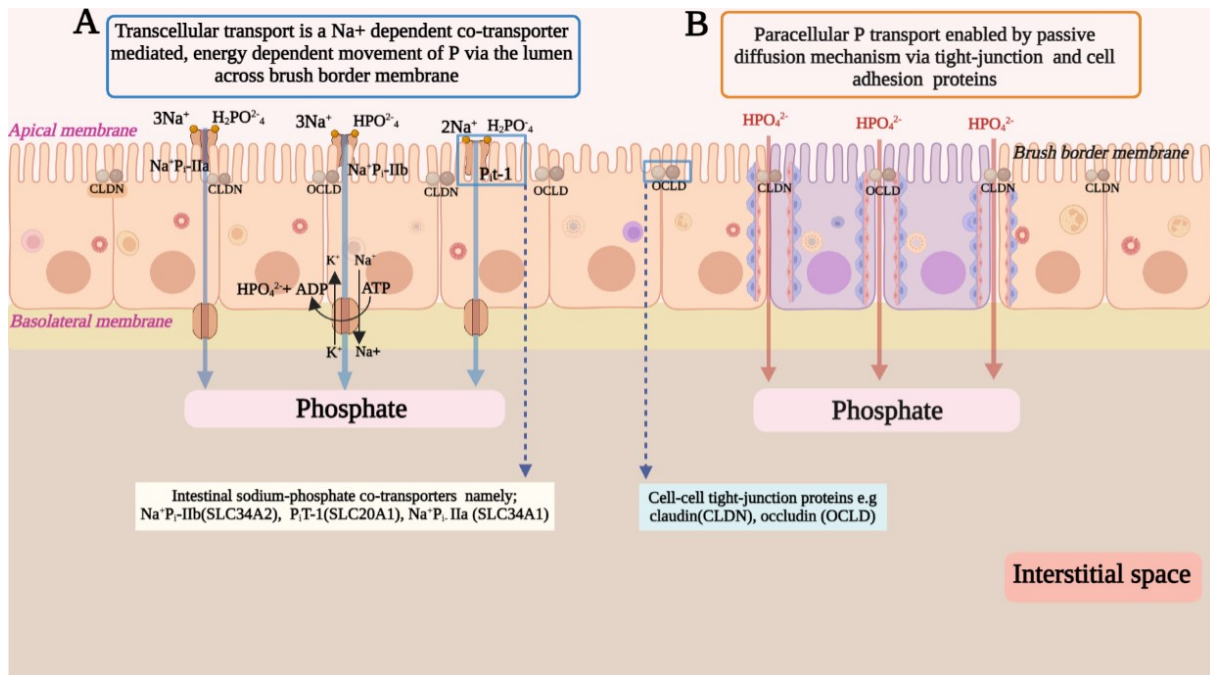 A
Transcellular transport is a Na+ dependent co-transporter
mediated, energy dependent movement of P via the lumen
across brush border membrane
B
Paracellular P transport enabled by passive
diffusion mechanism via tight-junction and cell
adhesion proteins
Apical membrane
3Na⁺ H₂PO²⁻₄
3Na⁺ HPO²⁻₄
2Na⁺ H₂PO⁻₄
HPO₄²⁻
HPO₄²⁻
HPO₄²⁻
Brush border membrane
Na⁺Pᵢ-IIa
Na⁺Pᵢ-IIb
Pᵢt-1
CLDN
CLDN
OCLD
CLDN
OCLD
OCLD
CLDN
OCLD
CLDN
CLDN
K⁺ Na⁺
HPO₄²⁻+ ADP ATP
Basolateral membrane
K⁺ Na+
Phosphate
Phosphate
Intestinal sodium-phosphate co-transporters namely;
Na⁺Pᵢ-IIb(SLC34A2), PᵢT-1(SLC20A1), Na⁺Pᵢ- IIa (SLC34A1)
Cell-cell tight-junction proteins e.g
claudin(CLDN), occludin (OCLD)
Interstitial space